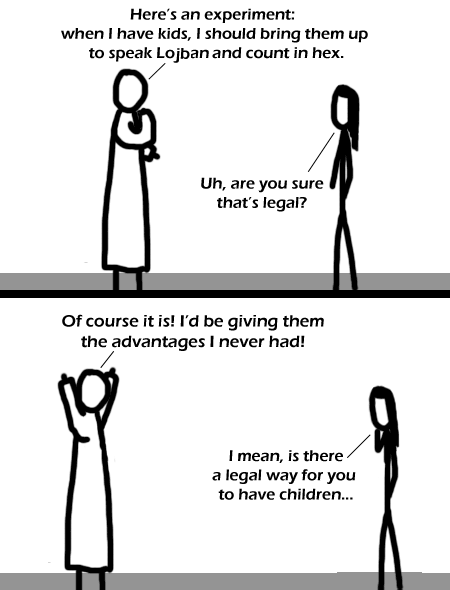 Here's an experiment:
when I have kids, I should bring them up
to speak Lojban and count in hex.
Uh, are you sure
that's legal?
Of course it is! I'd be giving them
the advantages I never had!
I mean, is there
a legal way for you
to have children...